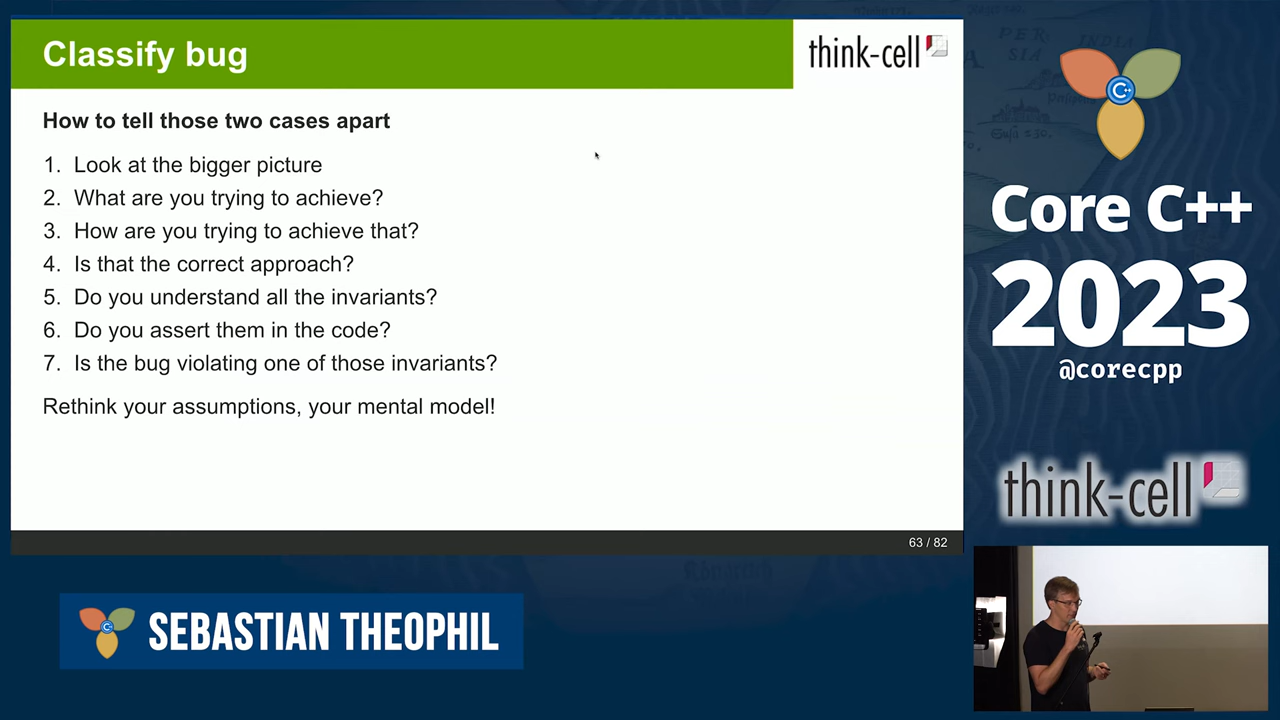 Classify bug
think-cell
How to tell those two cases apart
1. Look at the bigger picture
2. What are you trying to achieve?
3. How are you trying to achieve that?
4. Is that the correct approach?
5. Do you understand all the invariants?
6. Do you assert them in the code?
7. Is the bug violating one of those invariants?
Rethink your assumptions, your mental model!
63 / 82
C++
Core C++
2023
@corecpp
think-cell
C++
SEBASTIAN THEOPHIL
PERSIA
INDIA